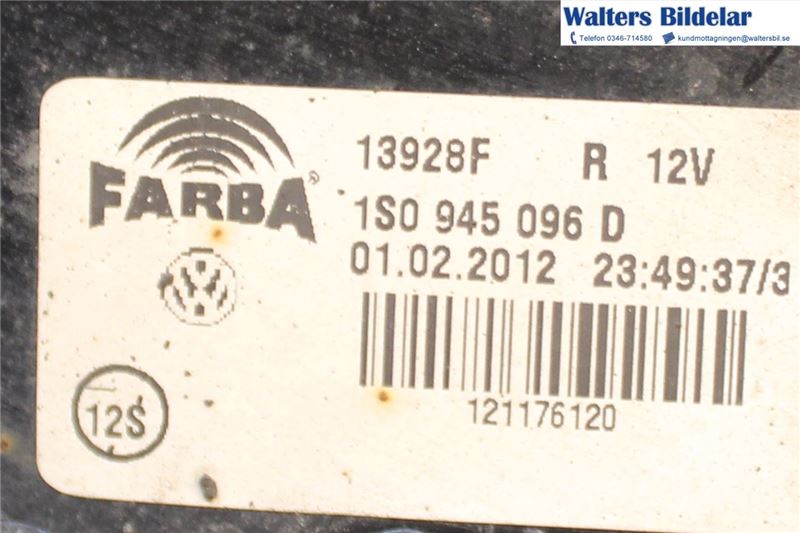 Walters Bildelar
Telefon 0346-714580 kundmottagningen@waltersbil.se
FARBA®
13928F R 12V
1S0 945 096 D
01.02.2012 23:49:37/3
121176120
12S